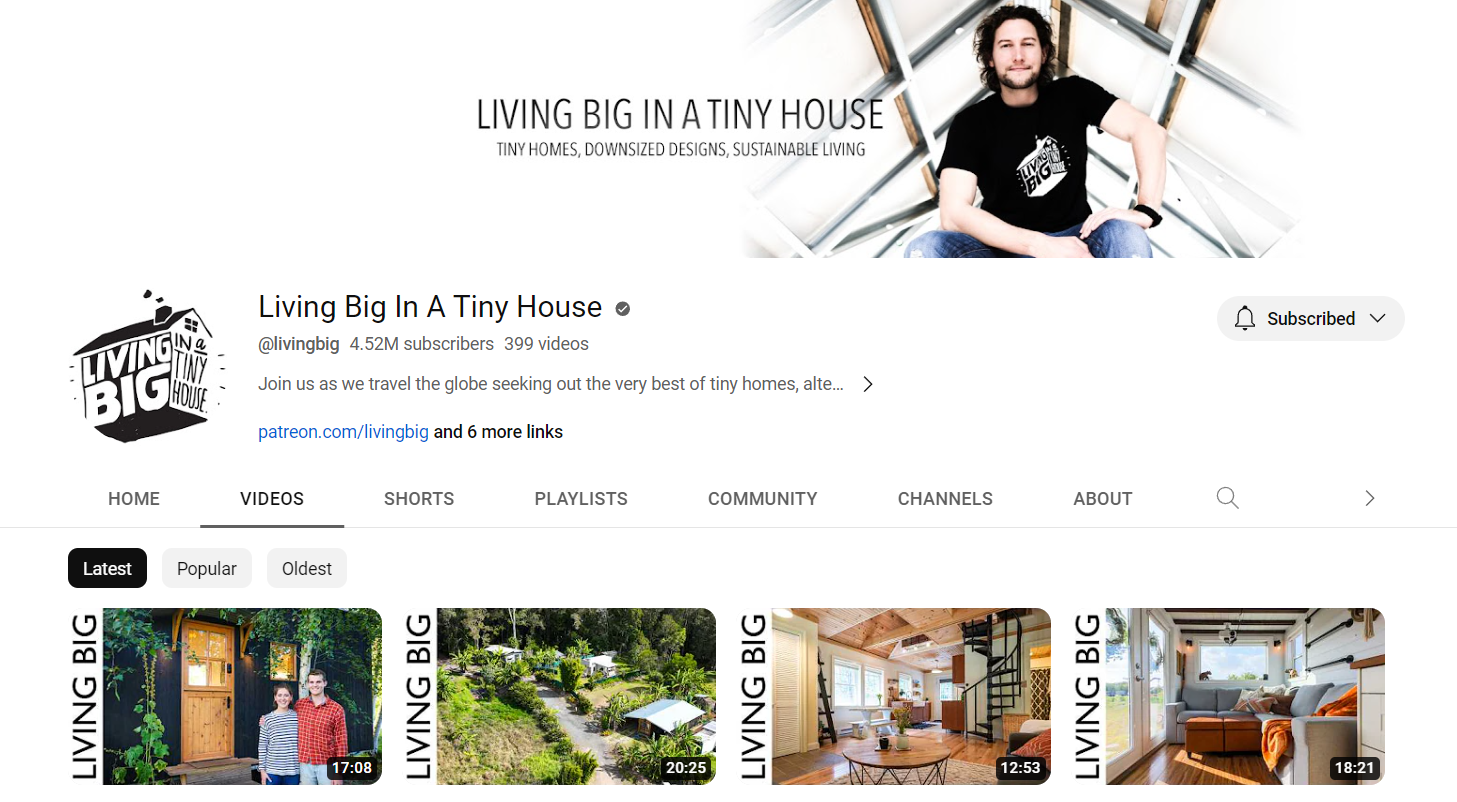 LIVING BIG IN A TINY HOUSE
TINY HOMES, DOWNSIZED DESIGNS, SUSTAINABLE LIVING
LIVING BIG IN A TINY HOUSE
LIVING BIG IN A TINY HOUSE
Living Big In A Tiny House
@livingbig 4.52M subscribers 399 videos
Join us as we travel the globe seeking out the very best of tiny homes, alte...
patreon.com/livingbig and 6 more links
Subscribed
HOME VIDEOS SHORTS PLAYLISTS COMMUNITY CHANNELS ABOUT
Latest Popular Oldest
LIVING BIG
17:08
LIVING BIG
20:25
LIVING BIG
12:53
LIVING BIG
18:21